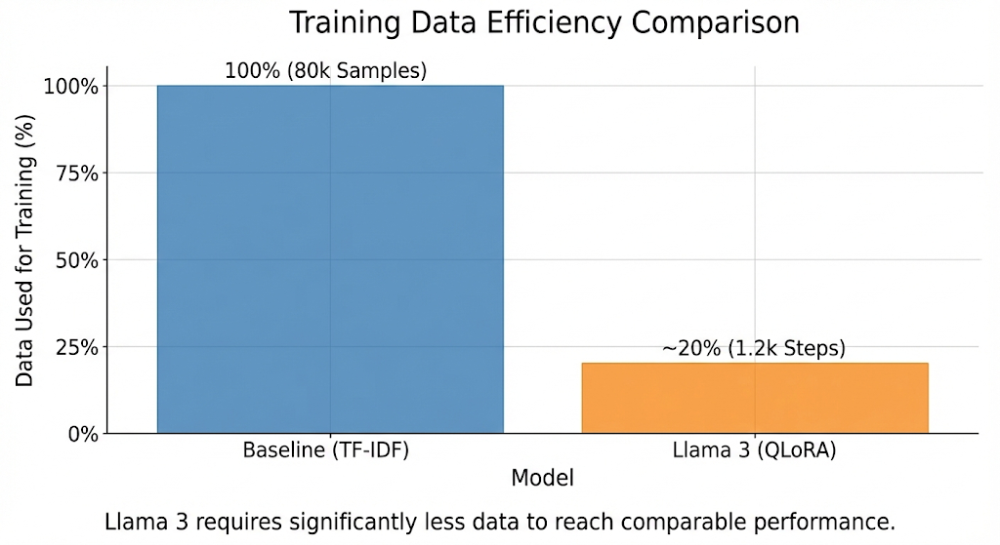 Training Data Efficiency Comparison
100% (80k Samples)
100%
75%
50%
25%
0%
Data Used for Training (%)
~20% (1.2k Steps)
Baseline (TF-IDF)
Llama 3 (QLoRA)
Model
Llama 3 requires significantly less data to reach comparable performance.